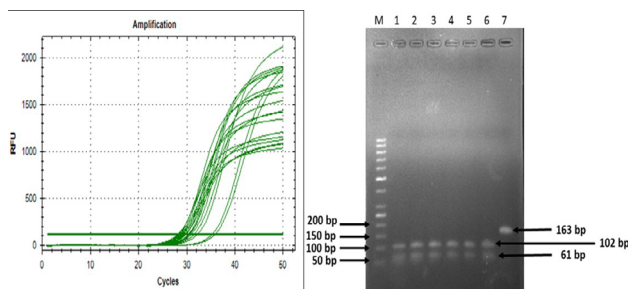 Amplification
RFU
2000
1500
1000
500
0
0 10 20 30 40 50
Cycles
M 1 2 3 4 5 6 7
200 bp
150 bp
100 bp
50 bp
163 bp
102 bp
61 bp